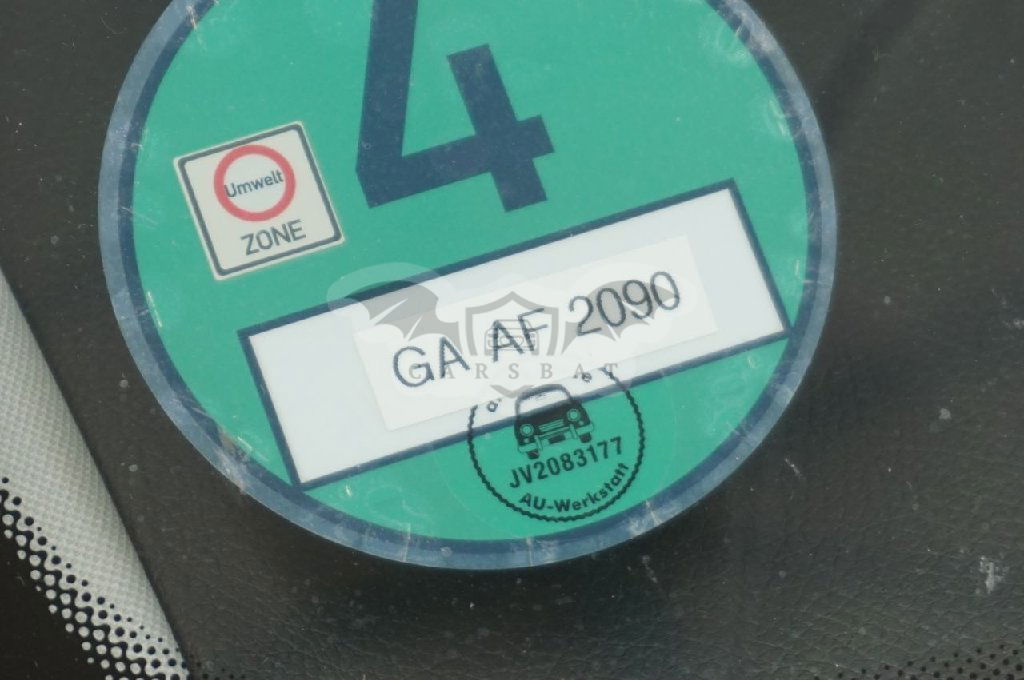 4
Umwelt
ZONE
GA AF 2090
CARSBAT
JV2083177
AU-Werkstatt